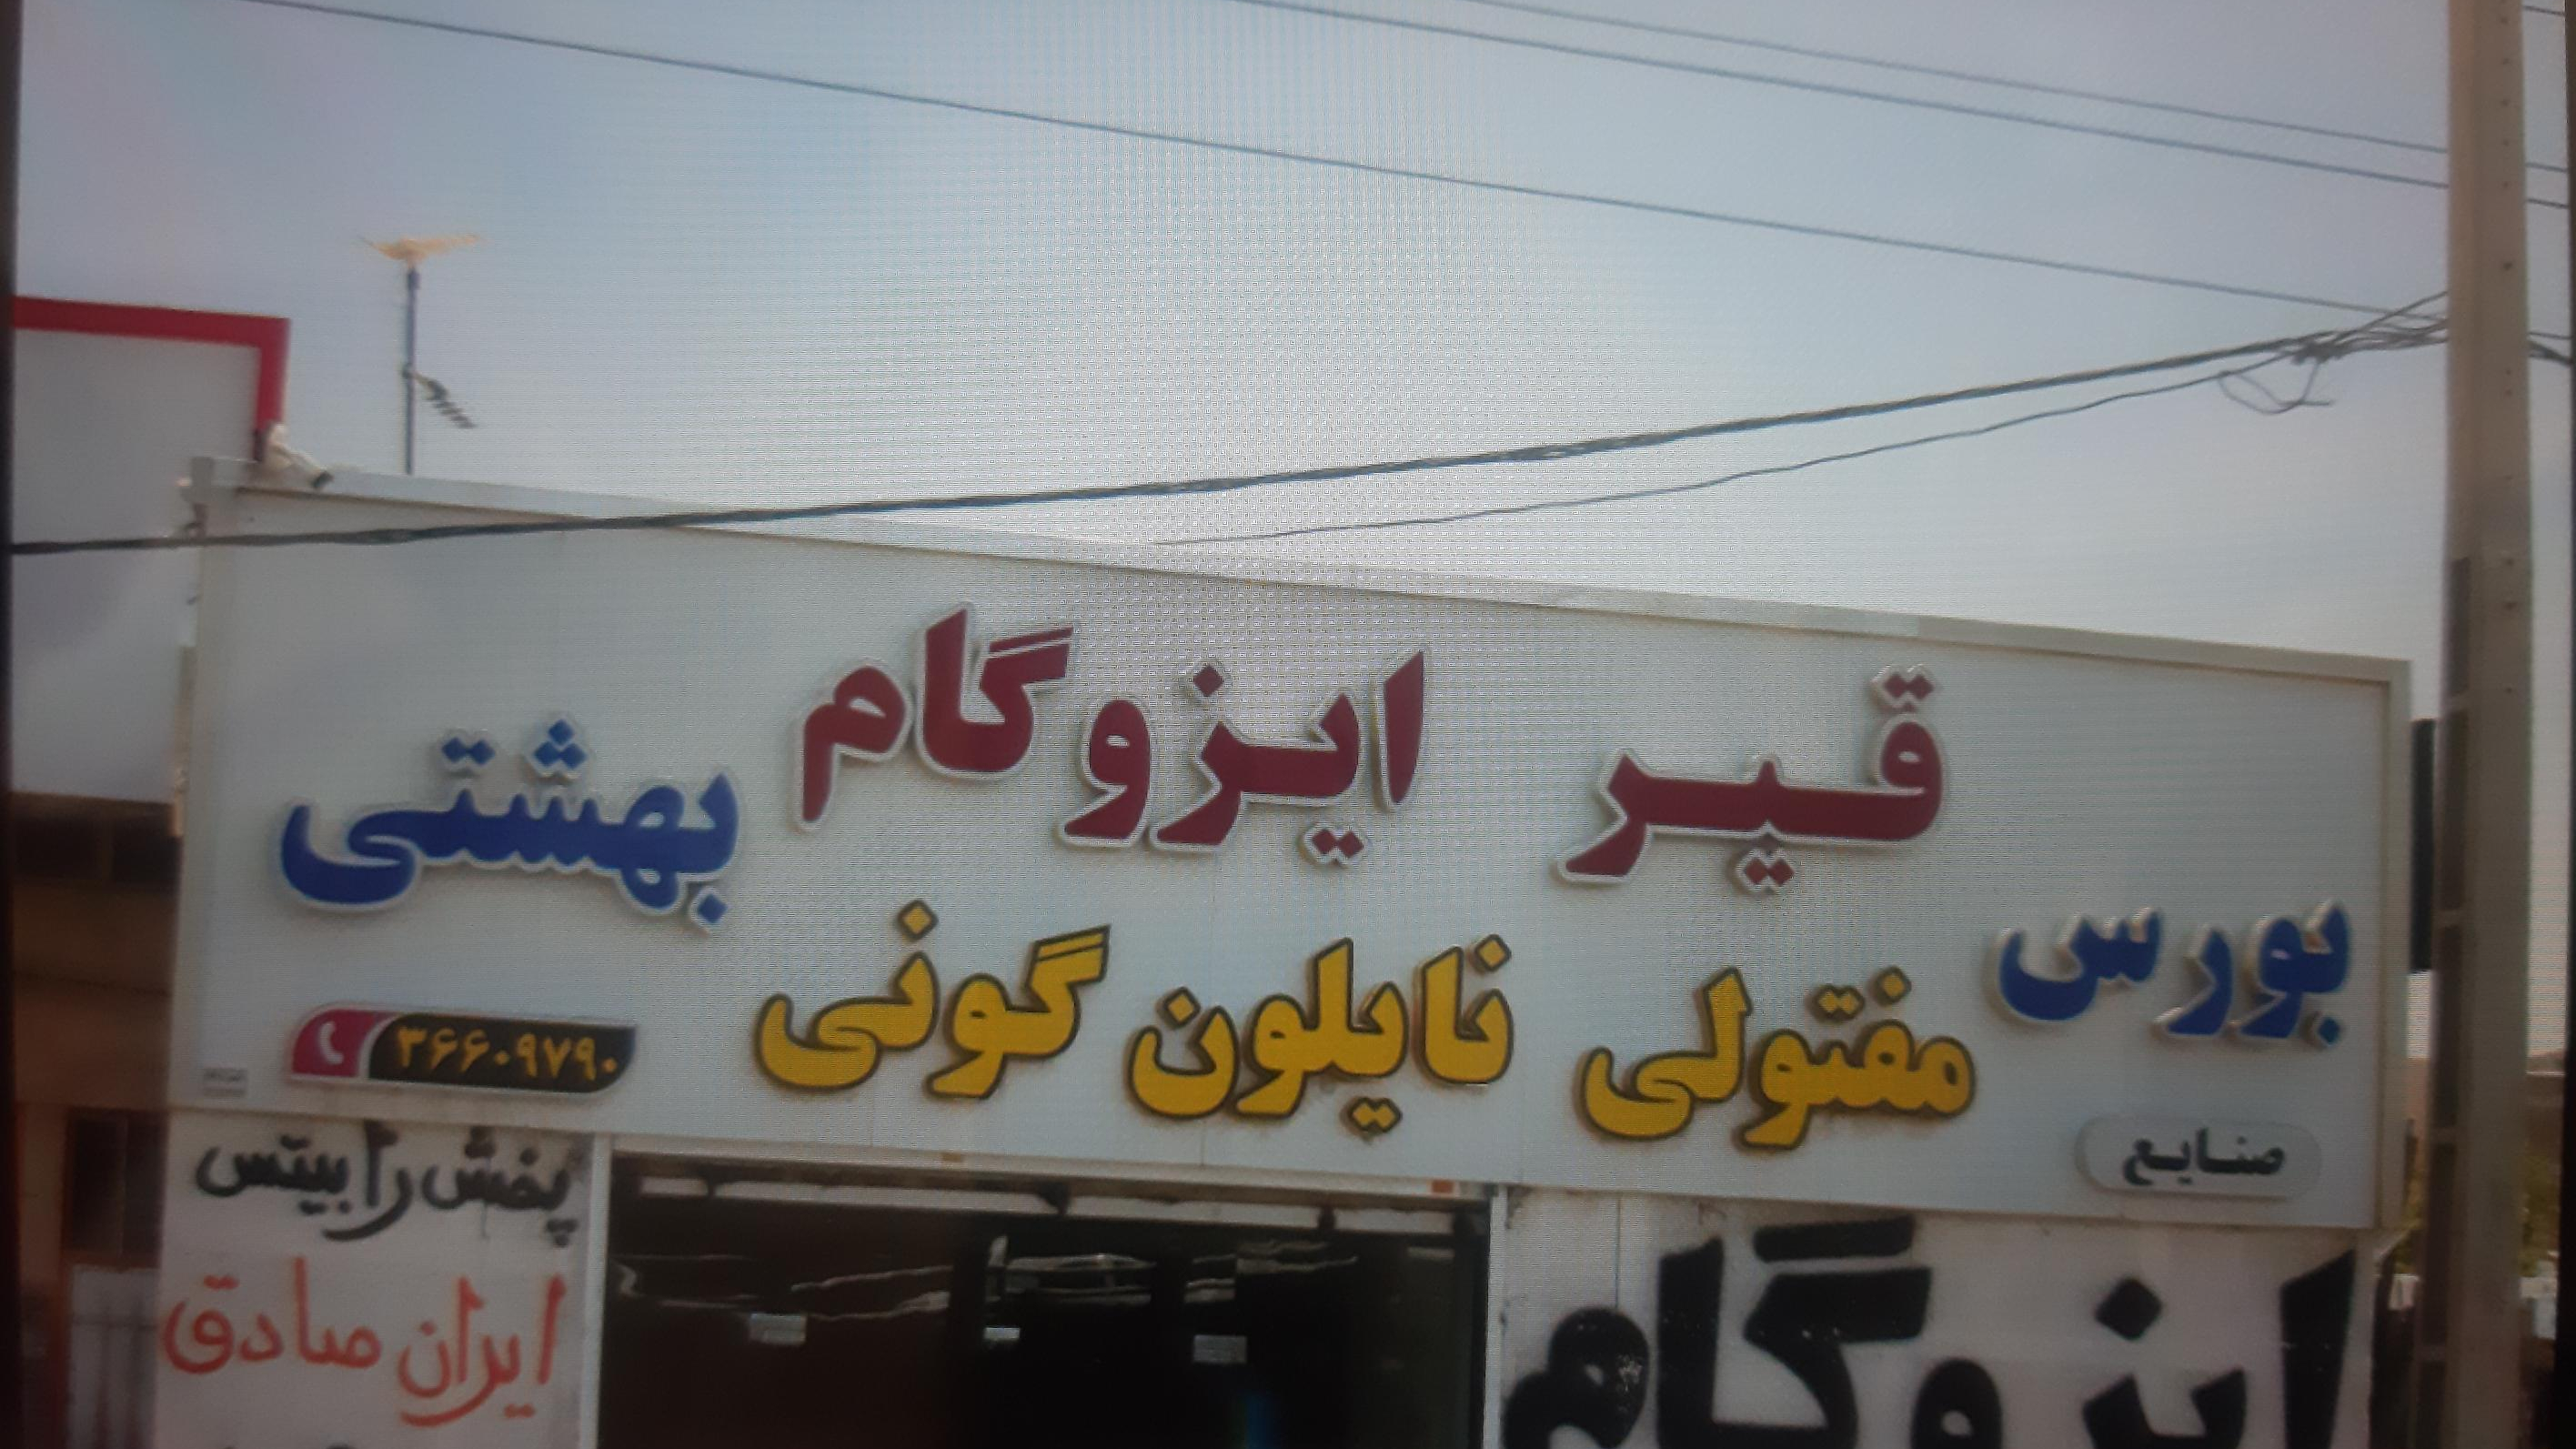 بورس قیر ایزوگام بهشتی
مفتولی نایلون گونی
۳۶۶۰۹۷۹۰
صنایع
پخش رابیتس
ایران صادق
ایزوگام